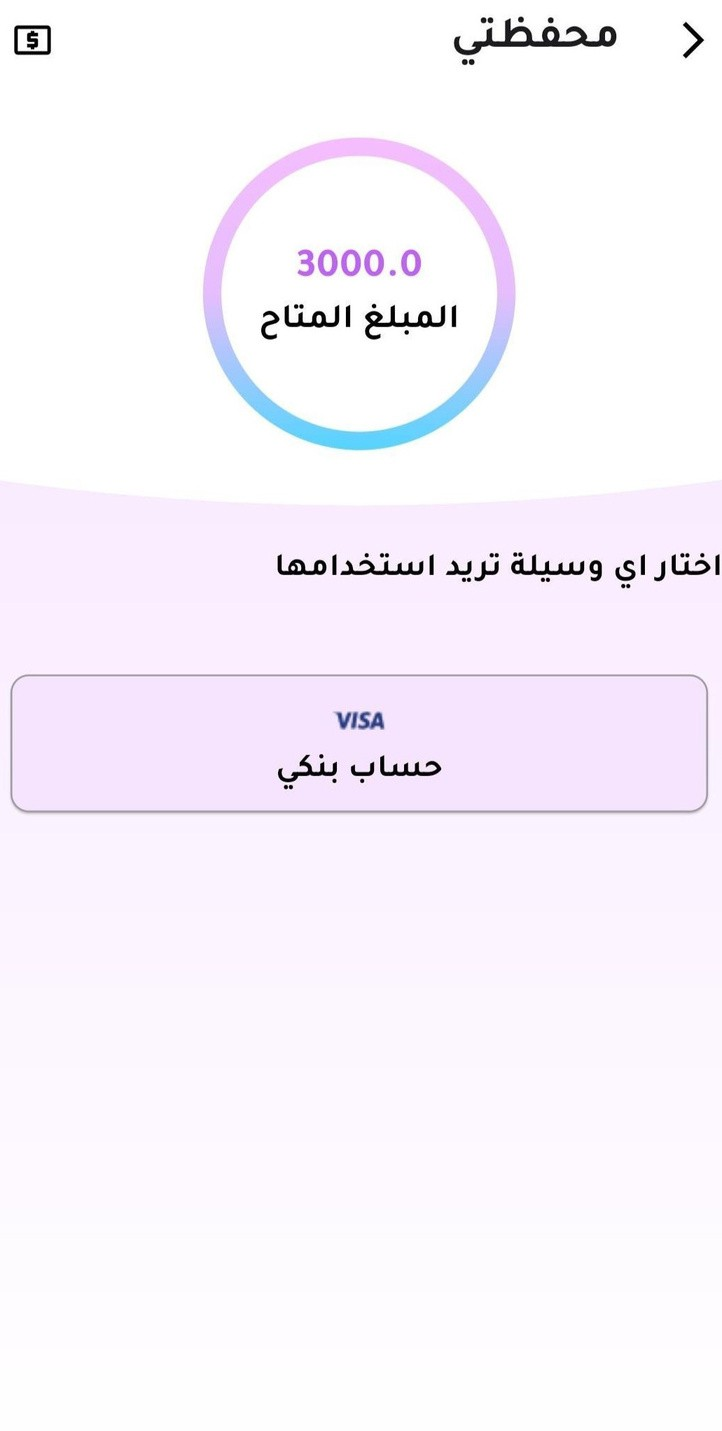 محفظتي
3000.0
المبلغ المتاح
اختار اي وسيلة تريد استخدامها
VISA
حساب بنكي